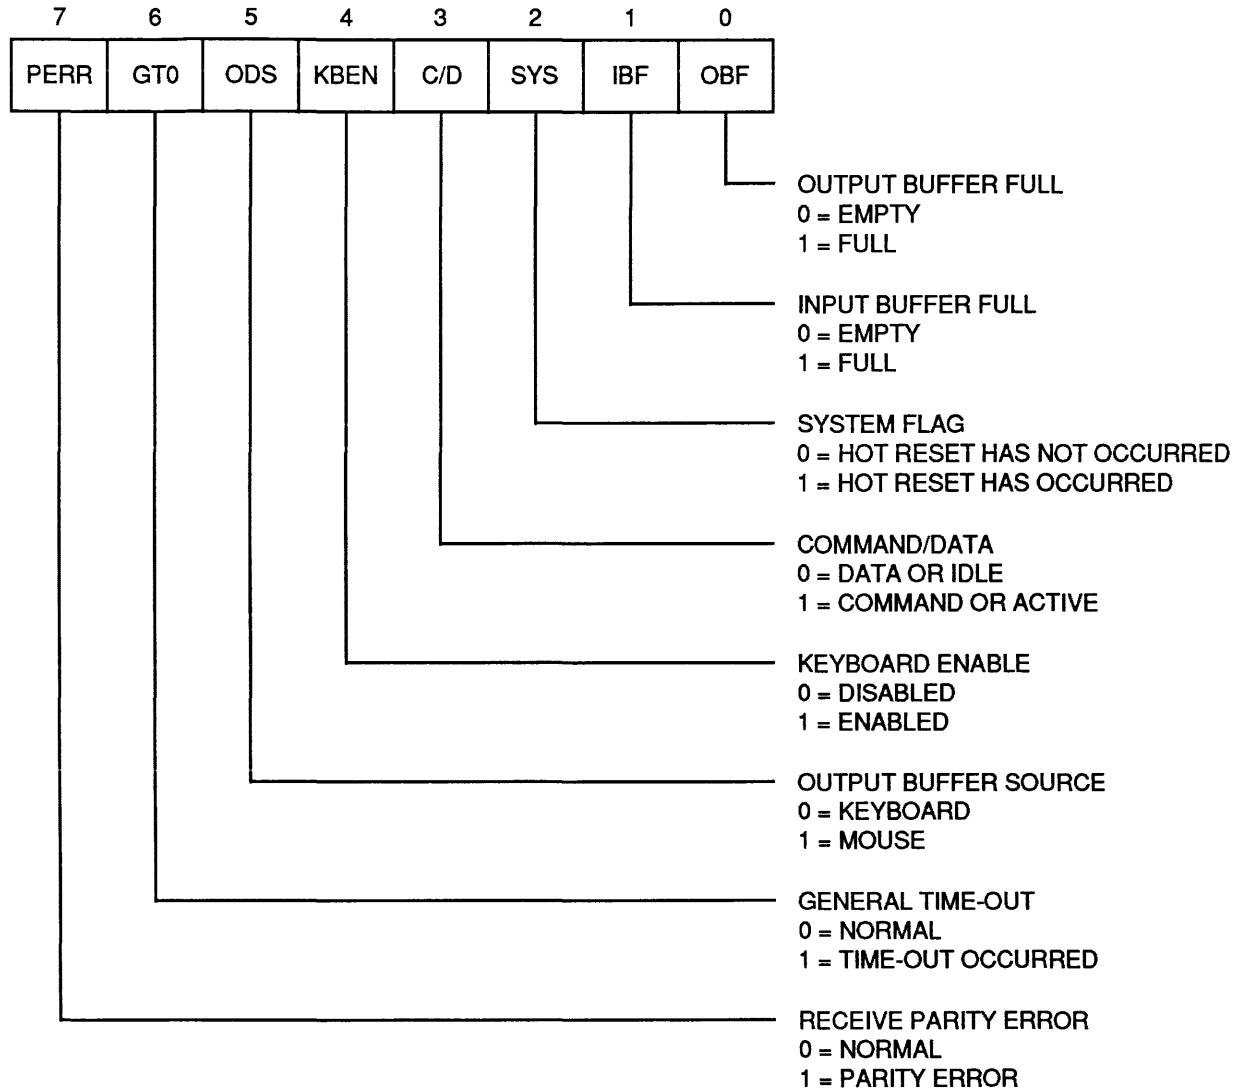 7 6 5 4 3 2 1 0
PERR GT0 ODS KBEN C/D SYS IBF OBF
OUTPUT BUFFER FULL
0 = EMPTY
1 = FULL
INPUT BUFFER FULL
0 = EMPTY
1 = FULL
SYSTEM FLAG
0 = HOT RESET HAS NOT OCCURRED
1 = HOT RESET HAS OCCURRED
COMMAND/DATA
0 = DATA OR IDLE
1 = COMMAND OR ACTIVE
KEYBOARD ENABLE
0 = DISABLED
1 = ENABLED
OUTPUT BUFFER SOURCE
0 = KEYBOARD
1 = MOUSE
GENERAL TIME-OUT
0 = NORMAL
1 = TIME-OUT OCCURRED
RECEIVE PARITY ERROR
0 = NORMAL
1 = PARITY ERROR